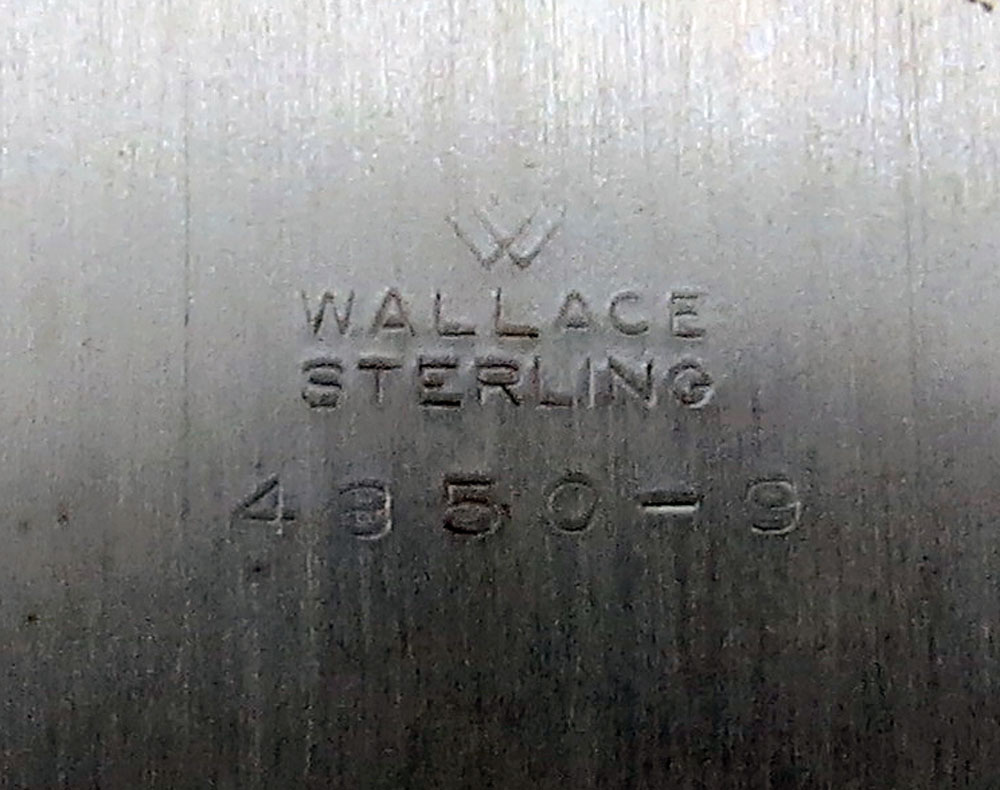 W
WALLACE
STERLING
4350-9